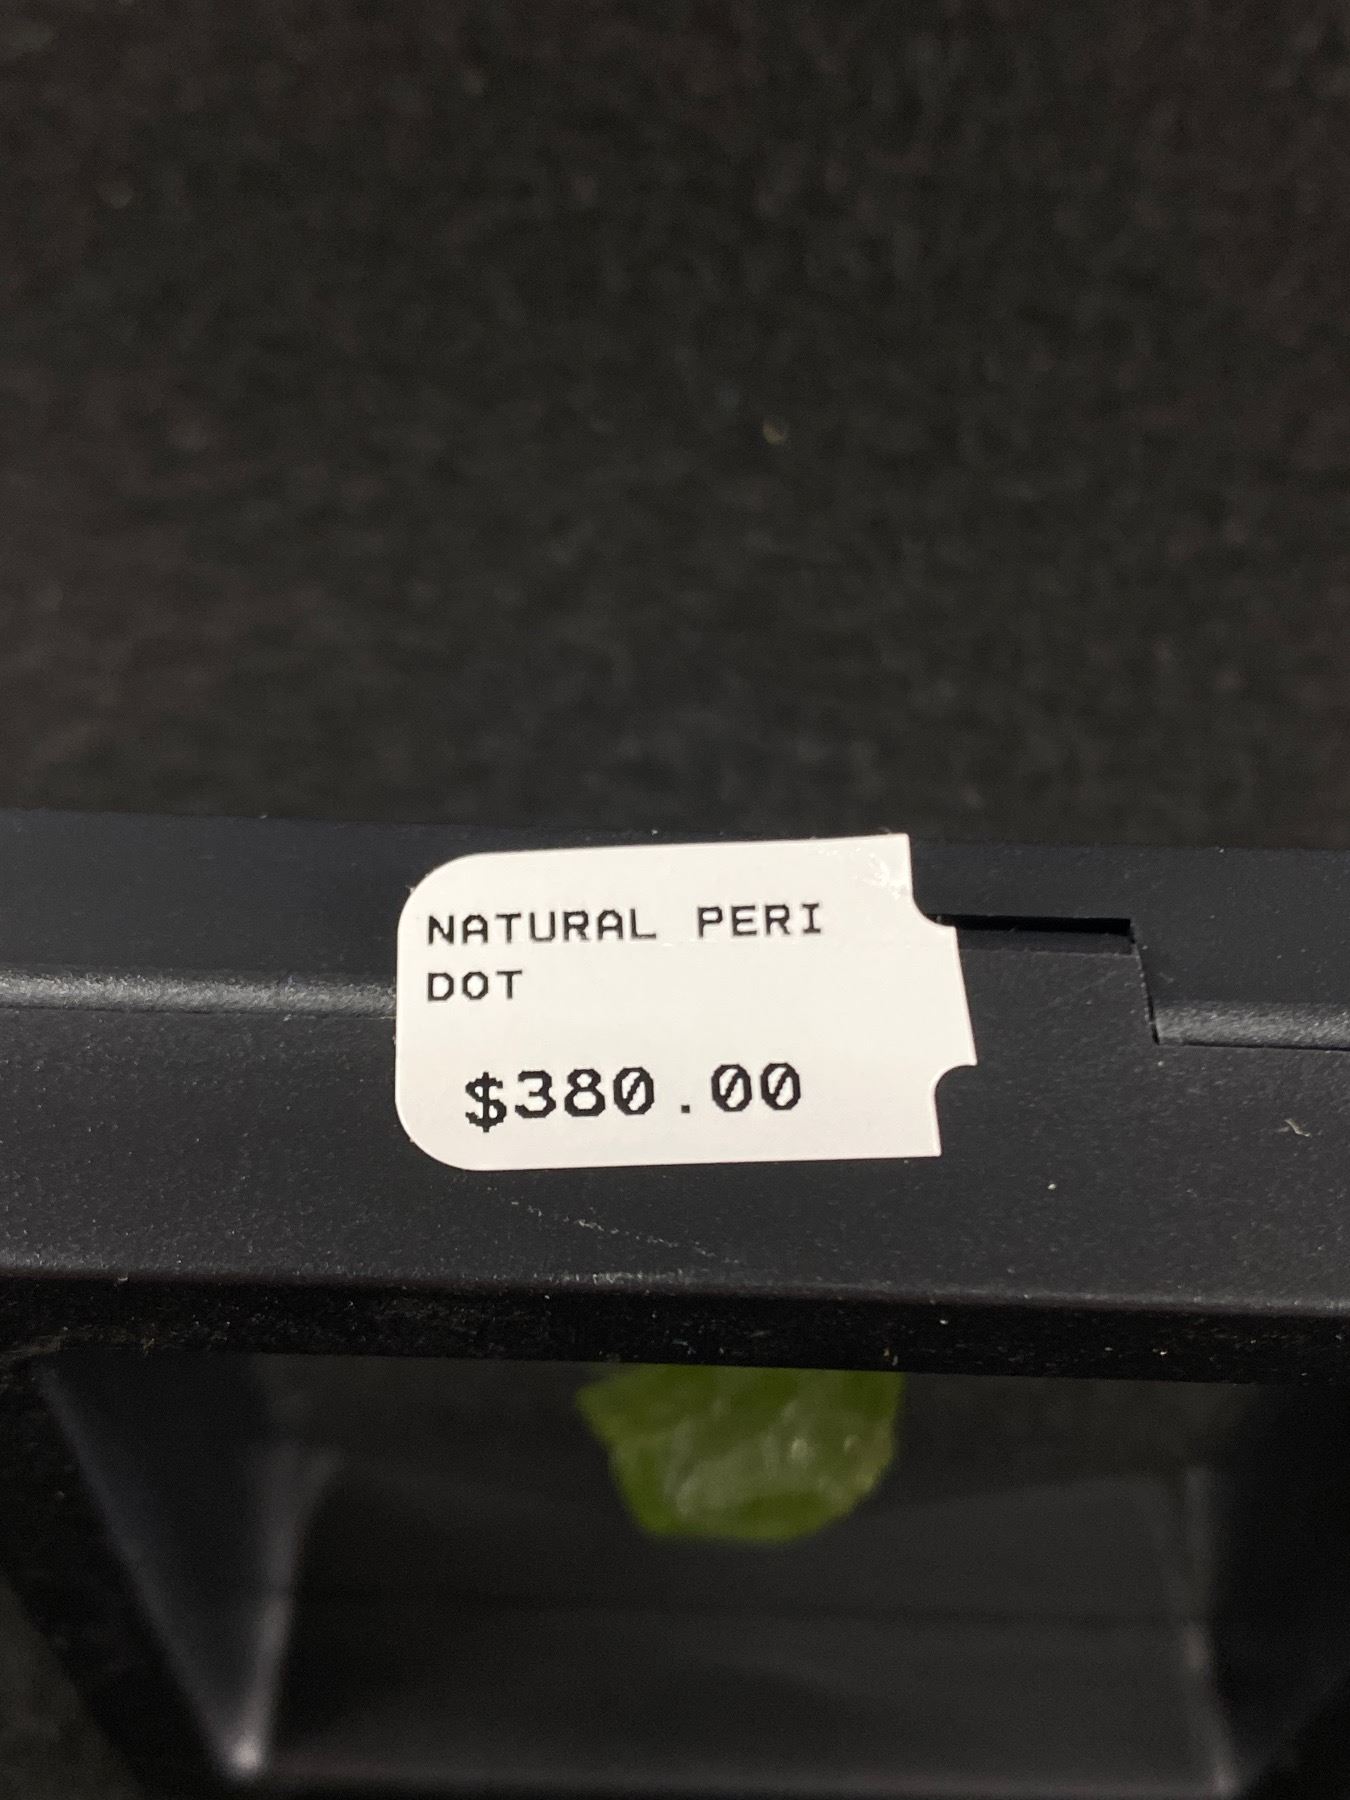 NATURAL PERI
DOT
$380.00